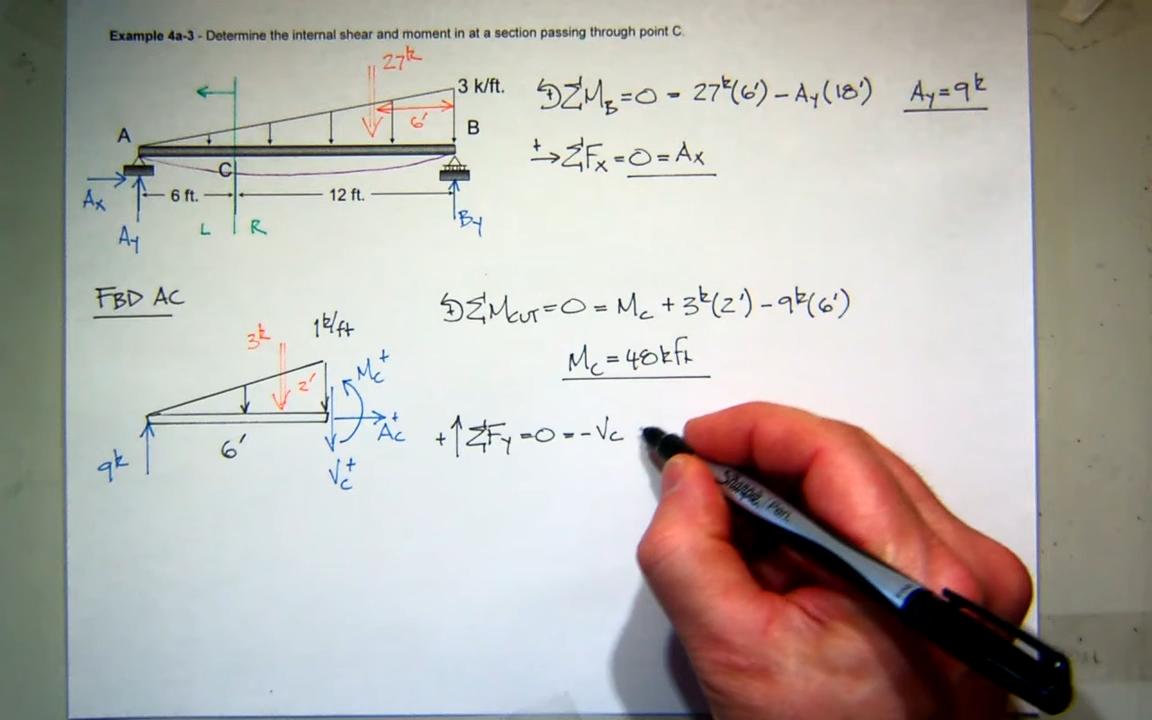 Example 4a-3 - Determine the internal shear and moment in at a section passing through point C.
27k
3 k/ft.
6'
A
B
C
6 ft.
12 ft.
Ax
Ay
L
R
By
+ΣMB = 0 = 27k(6') - Ay(18')
Ay = 9k
+→ΣFx = 0 = Ax
FBD AC
3k
1k/ft
2'
Mc+
Ac+
Vc+
6'
9k
+ΣMCUT = 0 = Mc + 3k(2') - 9k(6')
Mc = 48kft
+↑ΣFy = 0 = -Vc
Sharpie. Pen.